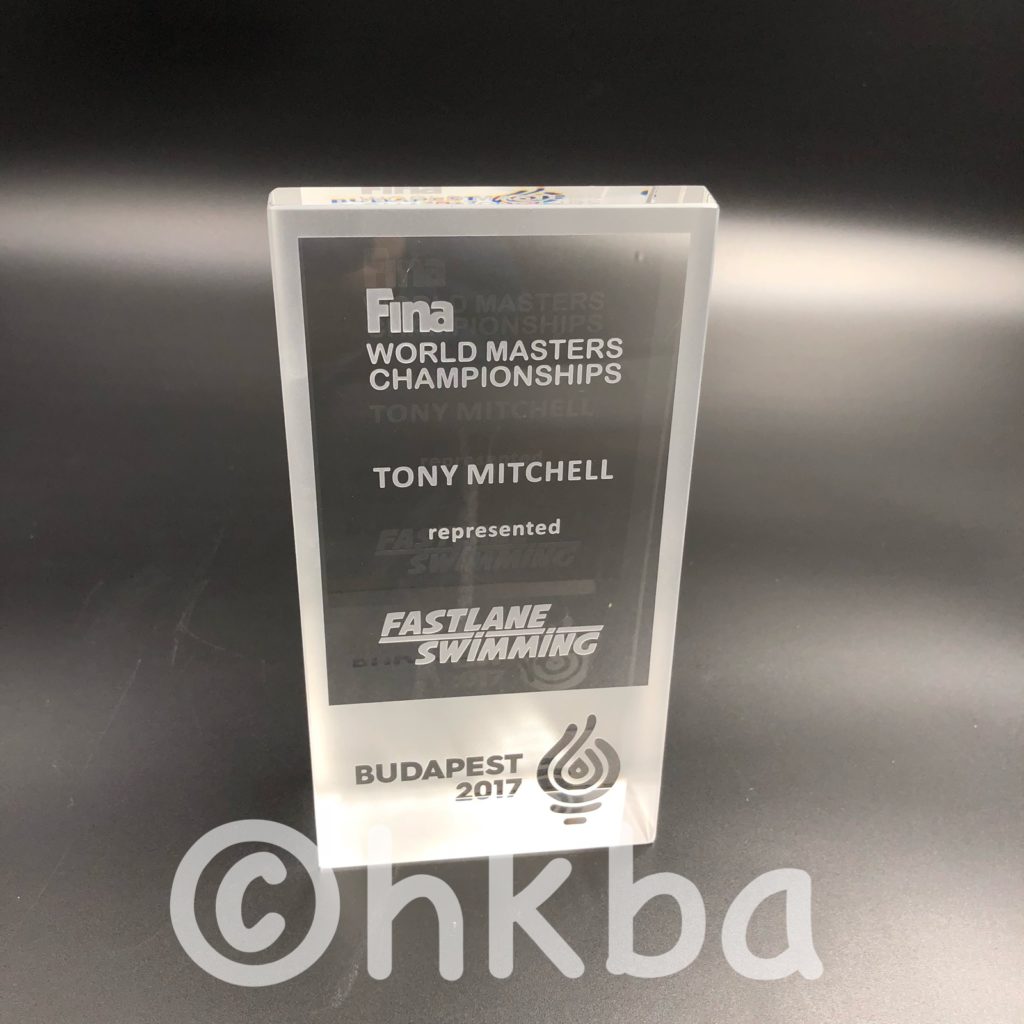 Fina
WORLD MASTERS
CHAMPIONSHIPS
TONY MITCHELL
represented
FASTLANE
SWIMMING
BUDAPEST
2017
©hkba